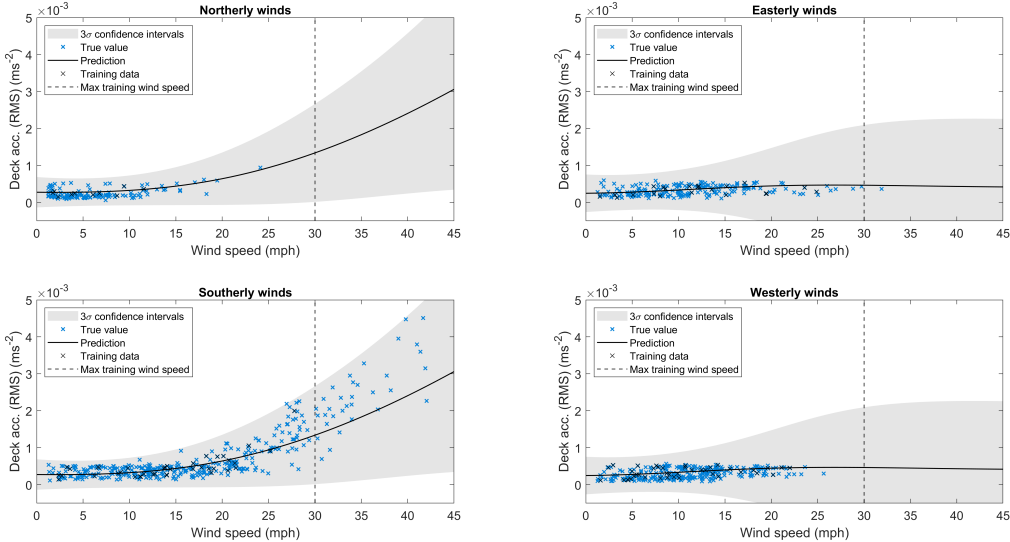 Northerly winds
×10⁻³
5
4
3
2
1
0
Deck acc. (RMS) (ms⁻²)
3σ confidence intervals
True value
Prediction
Training data
Max training wind speed
0 5 10 15 20 25 30 35 40 45
Wind speed (mph)
Easterly winds
×10⁻³
5
4
3
2
1
0
Deck acc. (RMS) (ms⁻²)
3σ confidence intervals
True value
Prediction
Training data
Max training wind speed
0 5 10 15 20 25 30 35 40 45
Wind speed (mph)
Southerly winds
×10⁻³
5
4
3
2
1
0
Deck acc. (RMS) (ms⁻²)
3σ confidence intervals
True value
Prediction
Training data
Max training wind speed
0 5 10 15 20 25 30 35 40 45
Wind speed (mph)
Westerly winds
×10⁻³
5
4
3
2
1
0
Deck acc. (RMS) (ms⁻²)
3σ confidence intervals
True value
Prediction
Training data
Max training wind speed
0 5 10 15 20 25 30 35 40 45
Wind speed (mph)